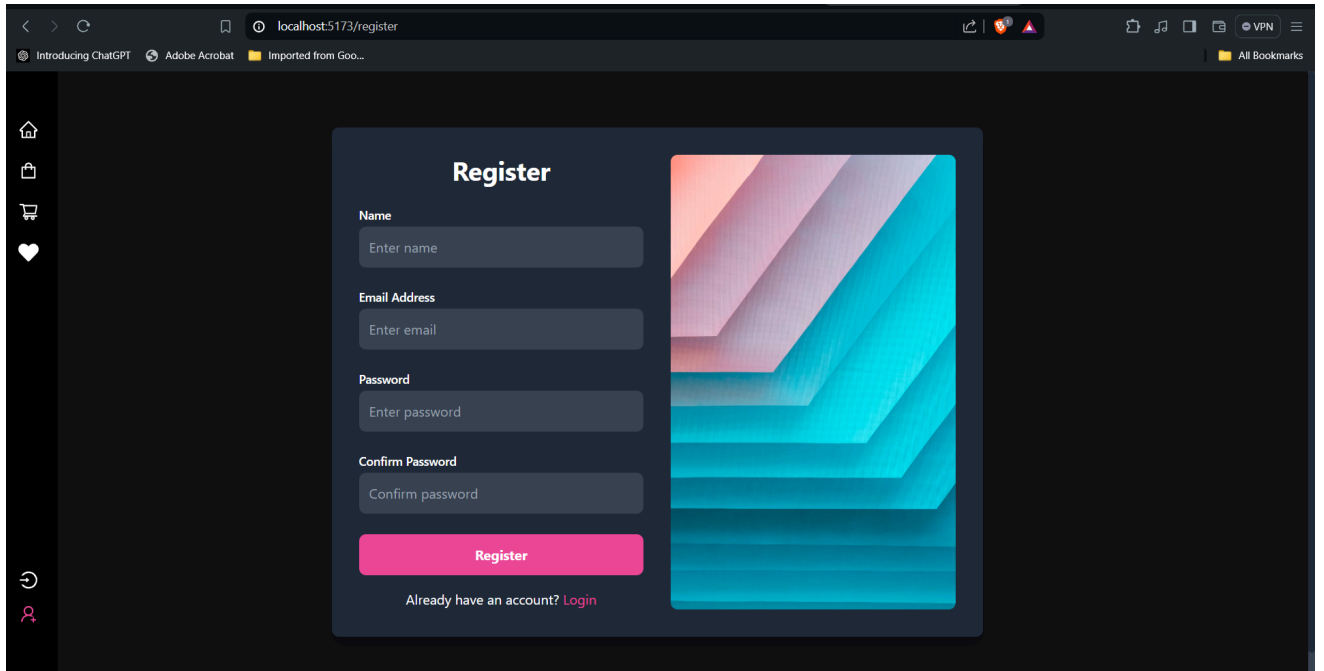 localhost:5173/register
1
VPN
Introducing ChatGPT
Adobe Acrobat
Imported from Goo...
All Bookmarks
Register
Name
Enter name
Email Address
Enter email
Password
Enter password
Confirm Password
Confirm password
Register
Already have an account? Login